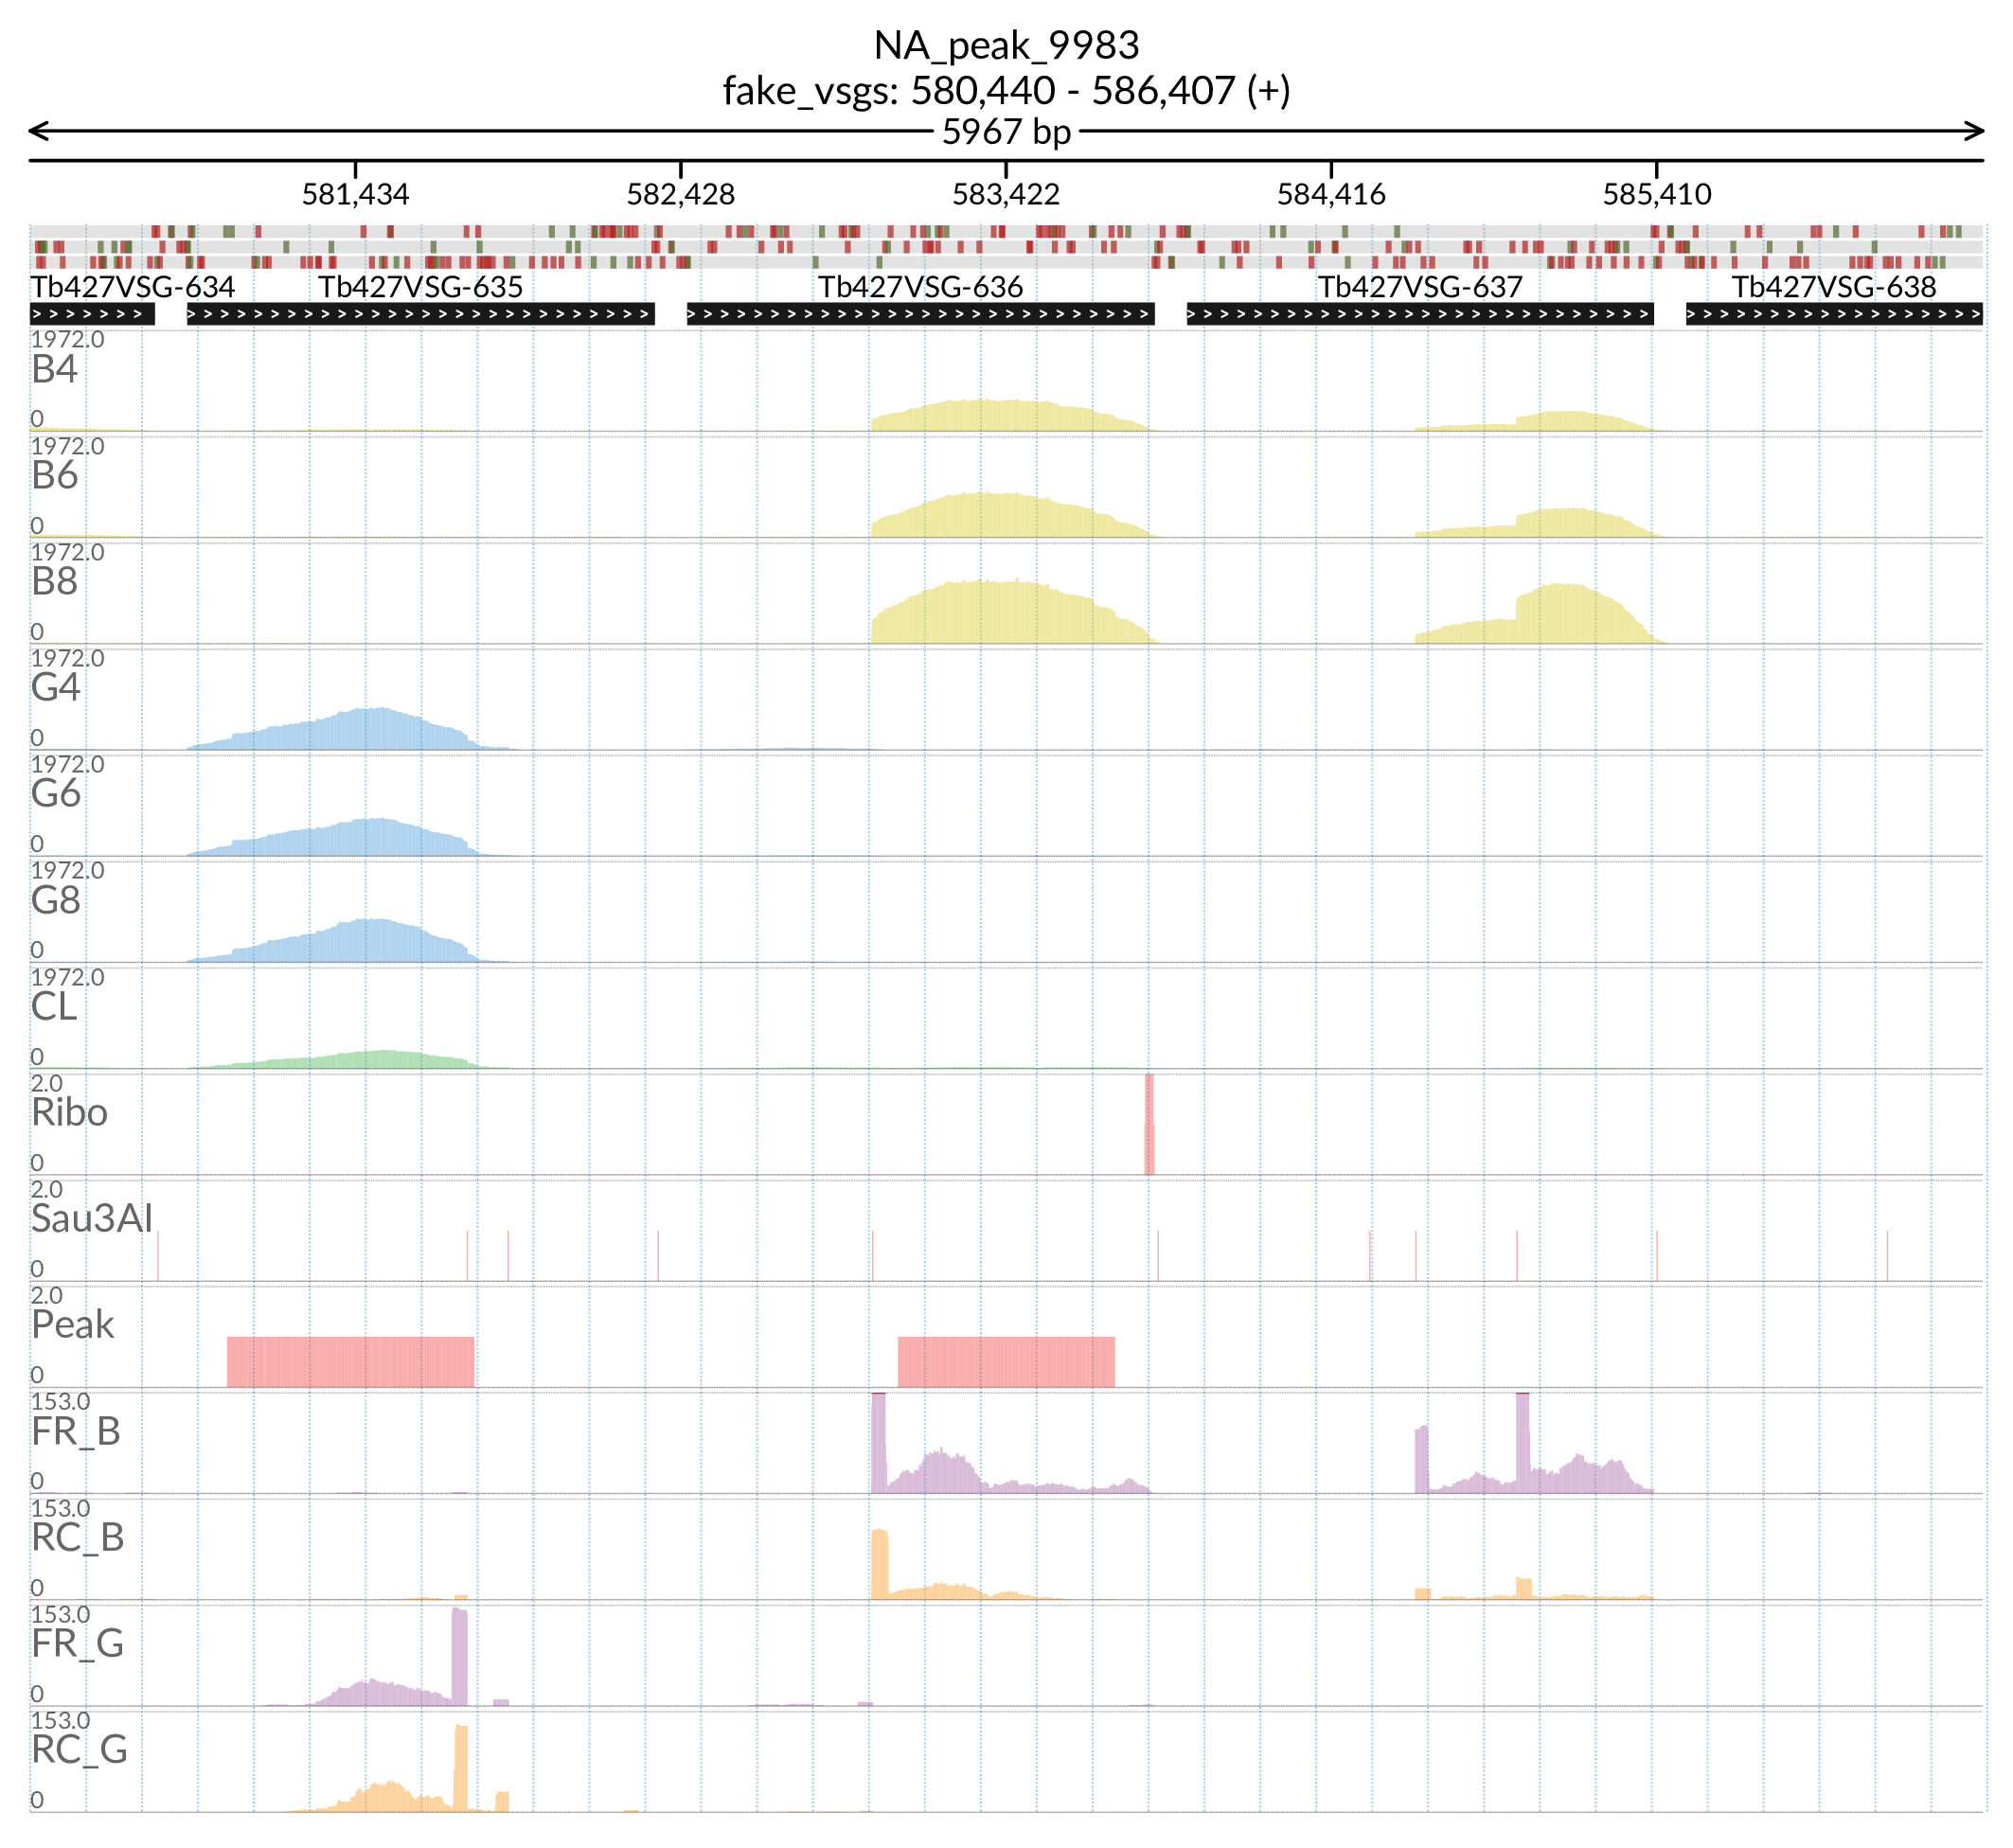 NA_peak_9983
fake_vsgs: 580,440 - 586,407 (+)
5967 bp
581,434 582,428 583,422 584,416 585,410
Tb427VSG-634 Tb427VSG-635 Tb427VSG-636 Tb427VSG-637 Tb427VSG-638
1972.0
B4
0
1972.0
B6
0
1972.0
B8
0
1972.0
G4
0
1972.0
G6
0
1972.0
G8
0
1972.0
CL
0
2.0
Ribo
0
2.0
Sau3AI
0
2.0
Peak
0
153.0
FR_B
0
153.0
RC_B
0
153.0
FR_G
0
153.0
RC_G
0